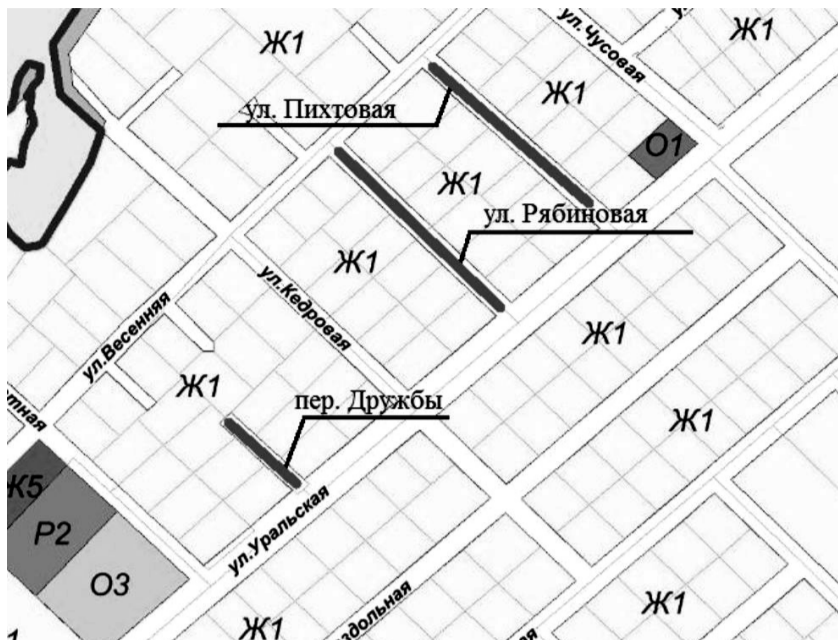 Ж1
ул.Чусовая
Ж1
Ж1
ул. Пихтовая
О1
Ж1
ул. Рябиновая
Ж1
ул.Кедровая
ул.Весенняя
Ж1
Ж1
пер. Дружбы
Ж1
Р2
ул.Уральская
О3
Ж1
Ж1